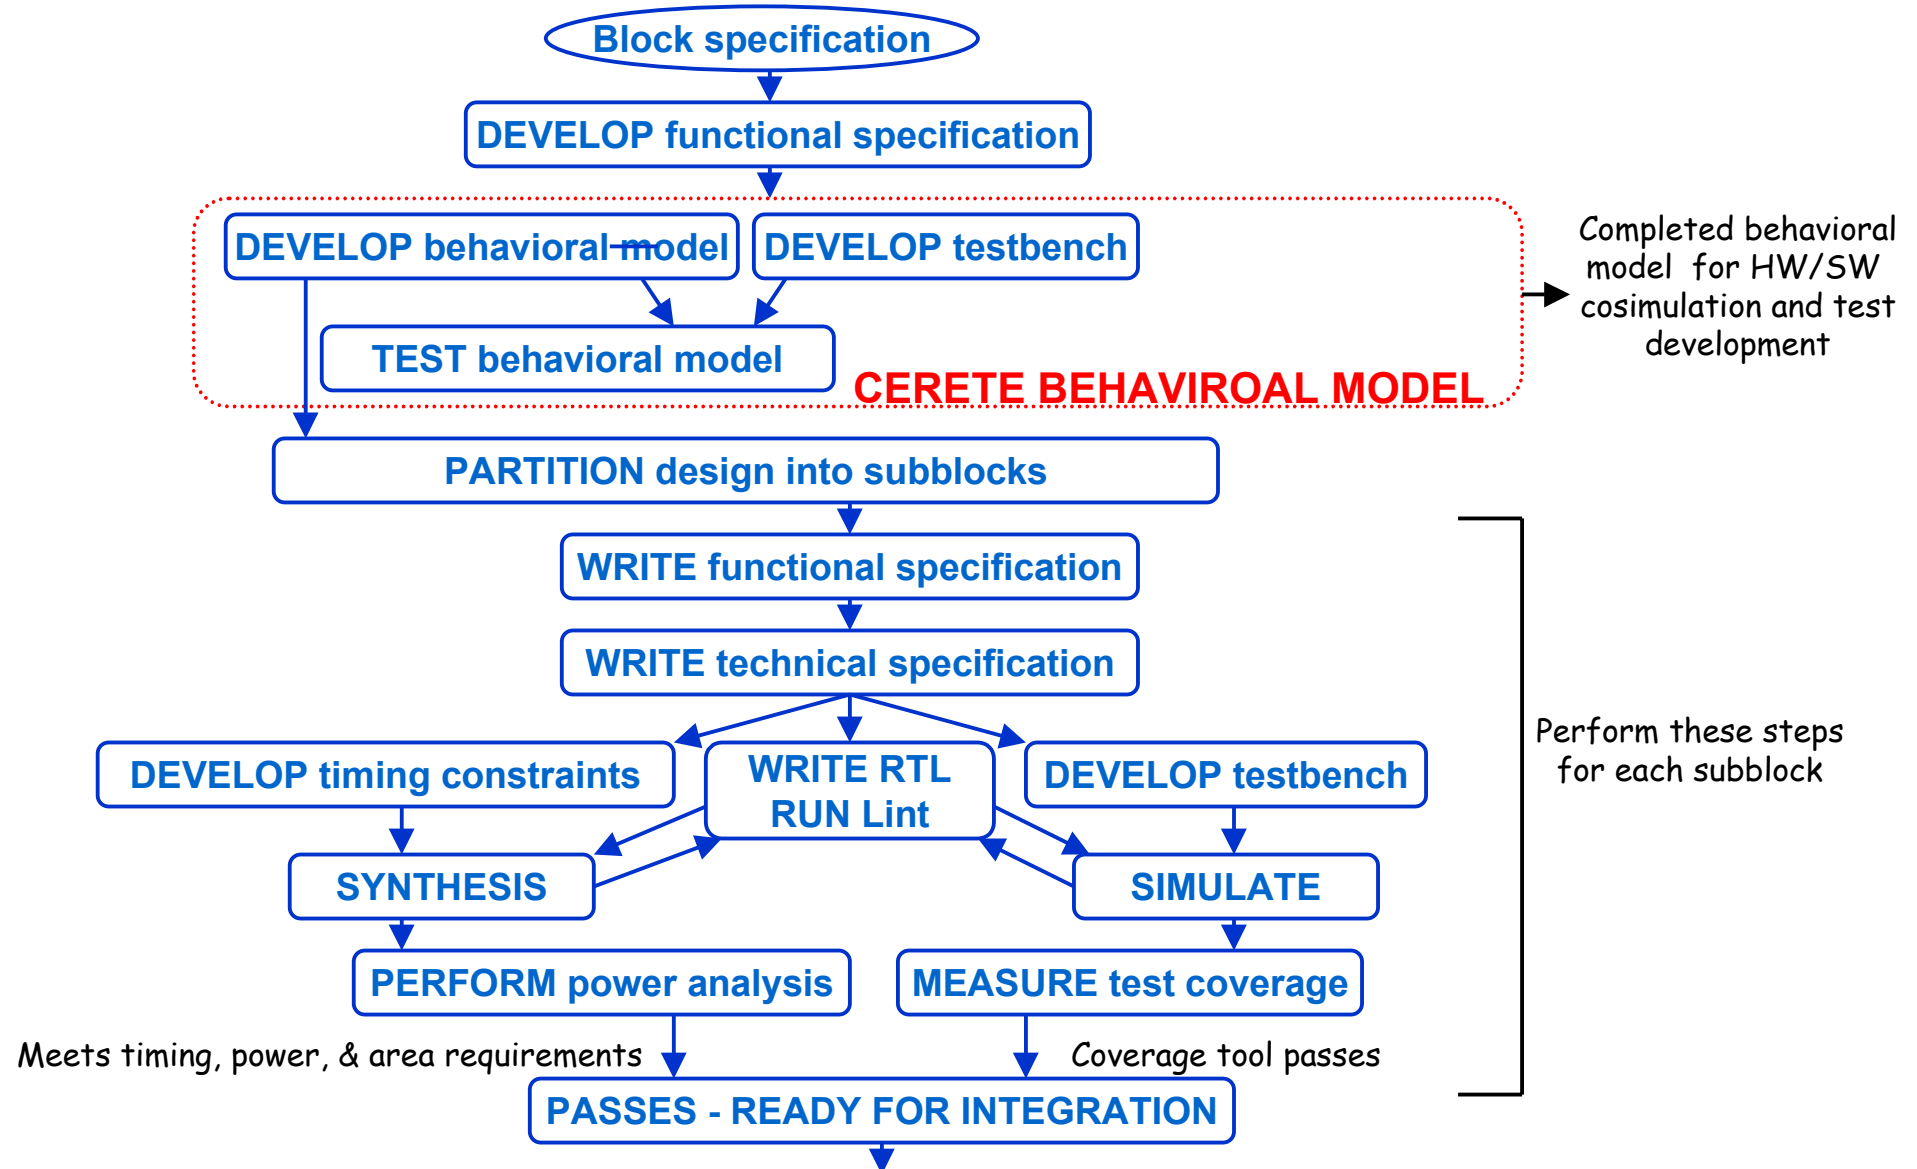 Block specification
DEVELOP functional specification
DEVELOP behavioral model
DEVELOP testbench
Completed behavioral
model for HW/SW
cosimulation and test
development
TEST behavioral model
CERETE BEHAVIROAL MODEL
PARTITION design into subblocks
WRITE functional specification
WRITE technical specification
DEVELOP timing constraints
WRITE RTL
RUN Lint
DEVELOP testbench
Perform these steps
for each subblock
SYNTHESIS
SIMULATE
PERFORM power analysis
MEASURE test coverage
Meets timing, power, & area requirements
Coverage tool passes
PASSES - READY FOR INTEGRATION